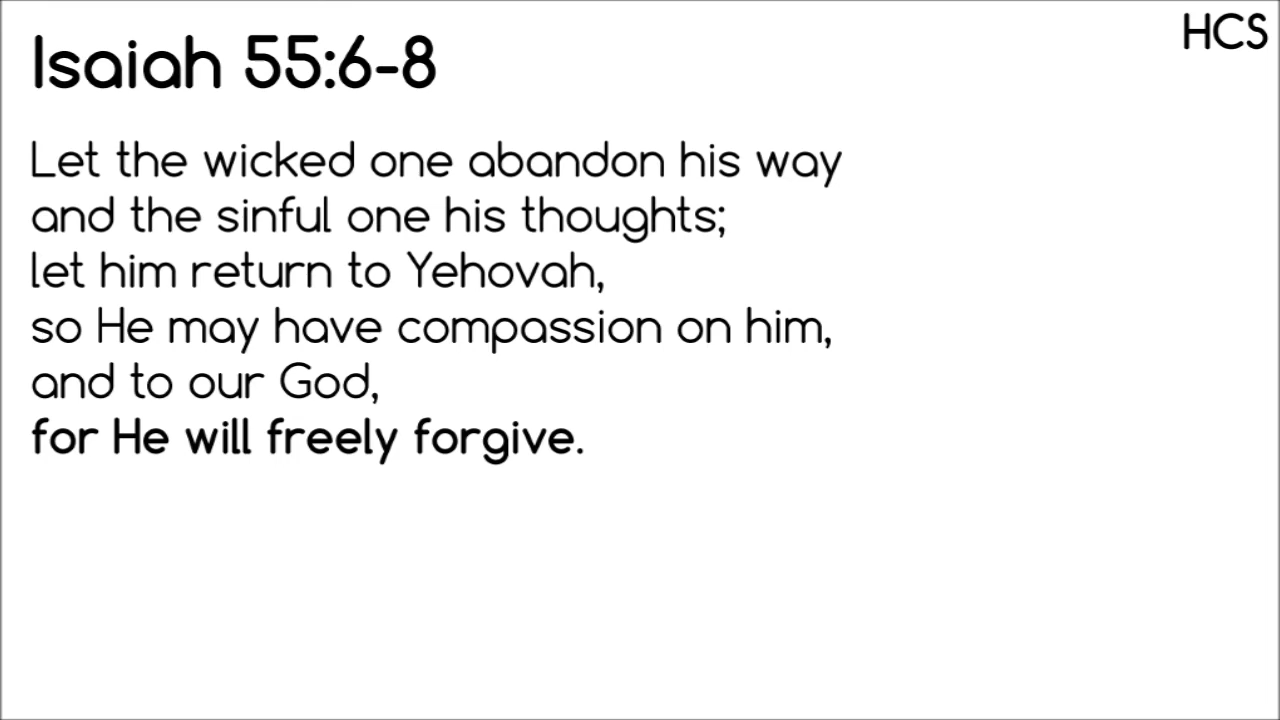 HCS
Isaiah 55:6-8
Let the wicked one abandon his way
and the sinful one his thoughts;
let him return to Yehovah,
so He may have compassion on him,
and to our God,
for He will freely forgive.